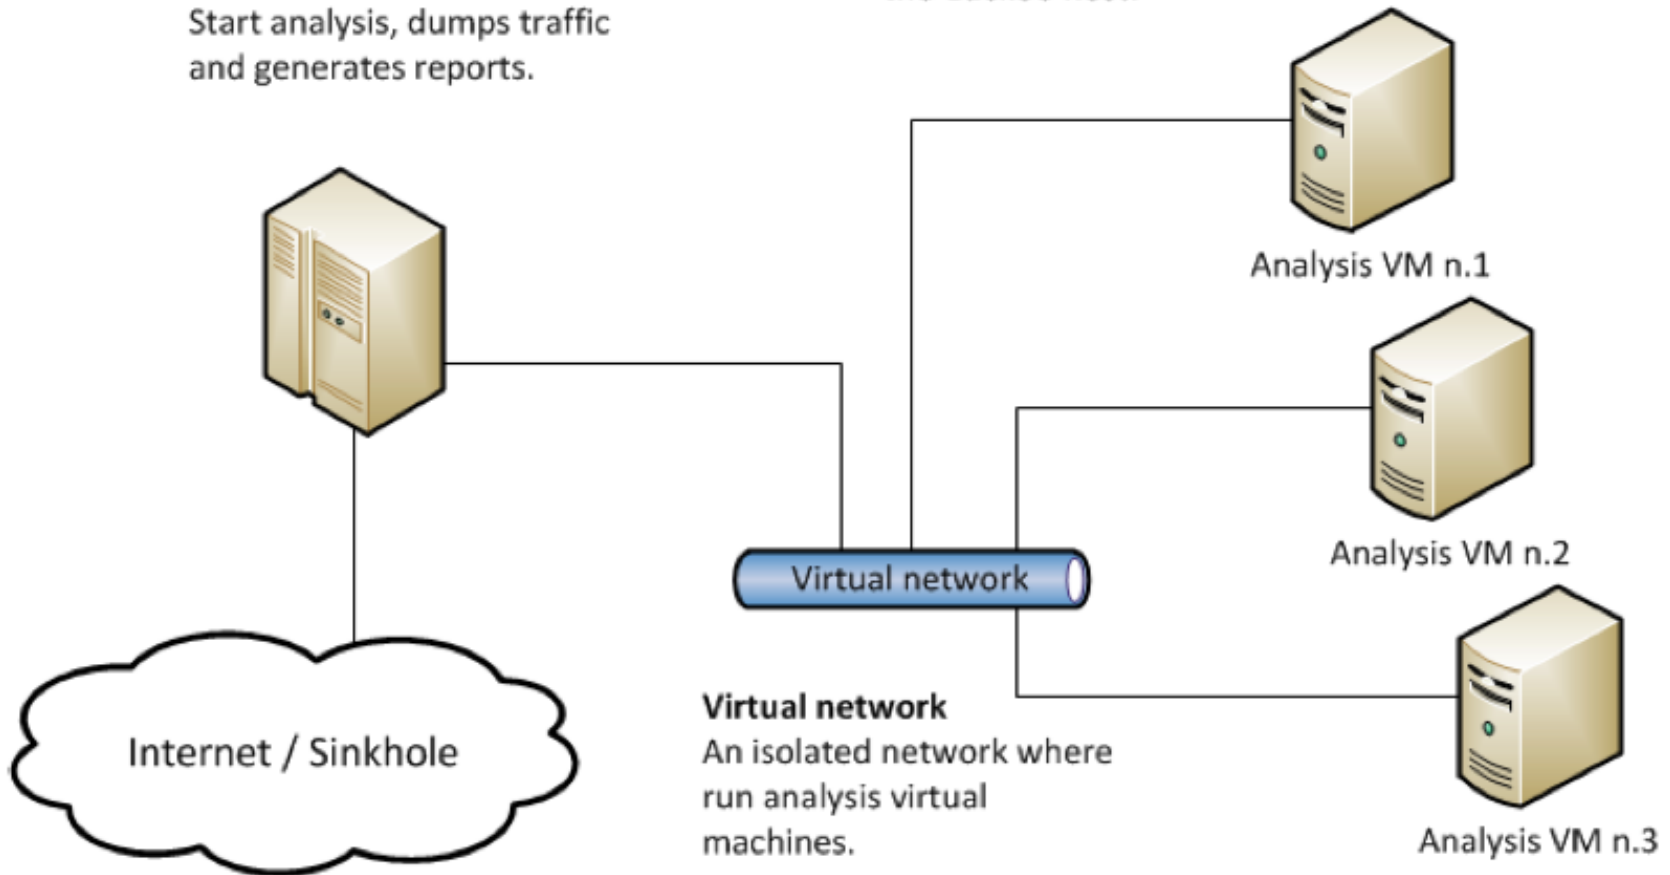 Start analysis, dumps traffic
and generates reports.
Analysis VM n.1
Analysis VM n.2
Virtual network
Internet / Sinkhole
Virtual network
An isolated network where
run analysis virtual
machines.
Analysis VM n.3